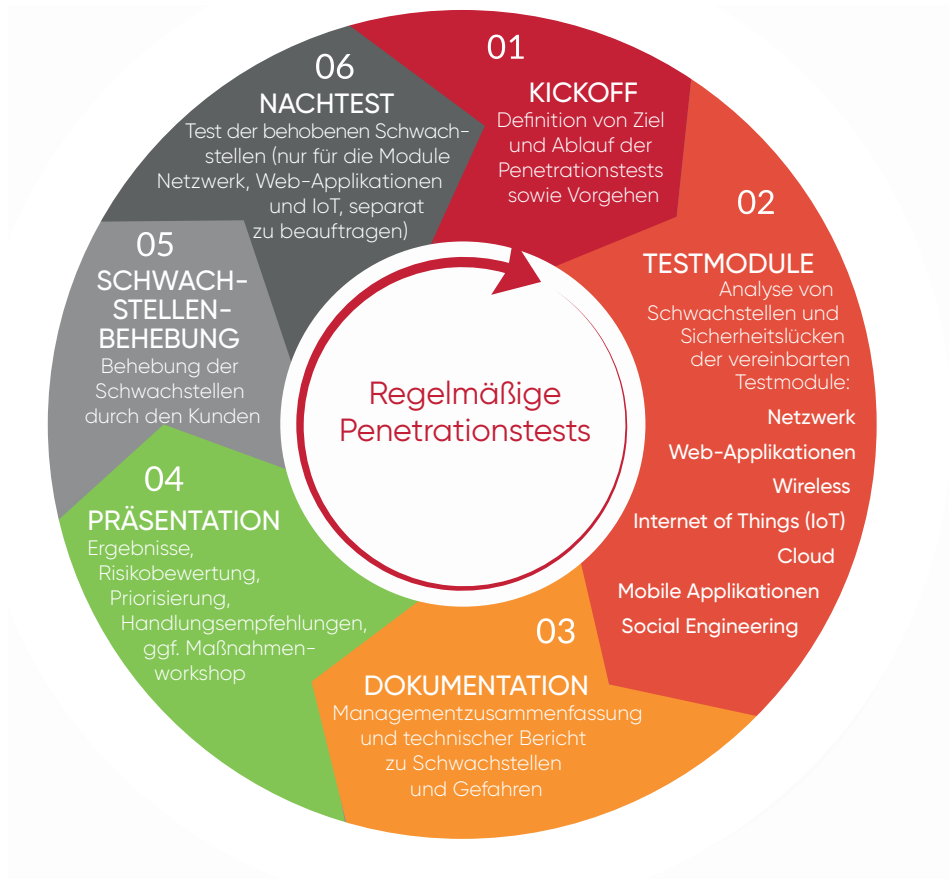 01
KICKOFF
Definition von Ziel
und Ablauf der
Penetrationstests
sowie Vorgehen
02
TESTMODULE
Analyse von
Schwachstellen und
Sicherheitslücken
der vereinbarten
Testmodule:
Netzwerk
Web-Applikationen
Wireless
Internet of Things (IoT)
Cloud
Mobile Applikationen
Social Engineering
03
DOKUMENTATION
Managementzusammenfassung
und technischer Bericht
zu Schwachstellen
und Gefahren
04
PRÄSENTATION
Ergebnisse,
Risikobewertung,
Priorisierung,
Handlungsempfehlungen,
ggf. Maßnahmen-
workshop
05
SCHWACH-
STELLEN-
BEHEBUNG
Behebung der
Schwachstellen
durch den Kunden
06
NACHTEST
Test der behobenen Schwach-
stellen (nur für die Module
Netzwerk, Web-Applikationen
und IoT, separat
zu beauftragen)
Regelmäßige
Penetrationstests